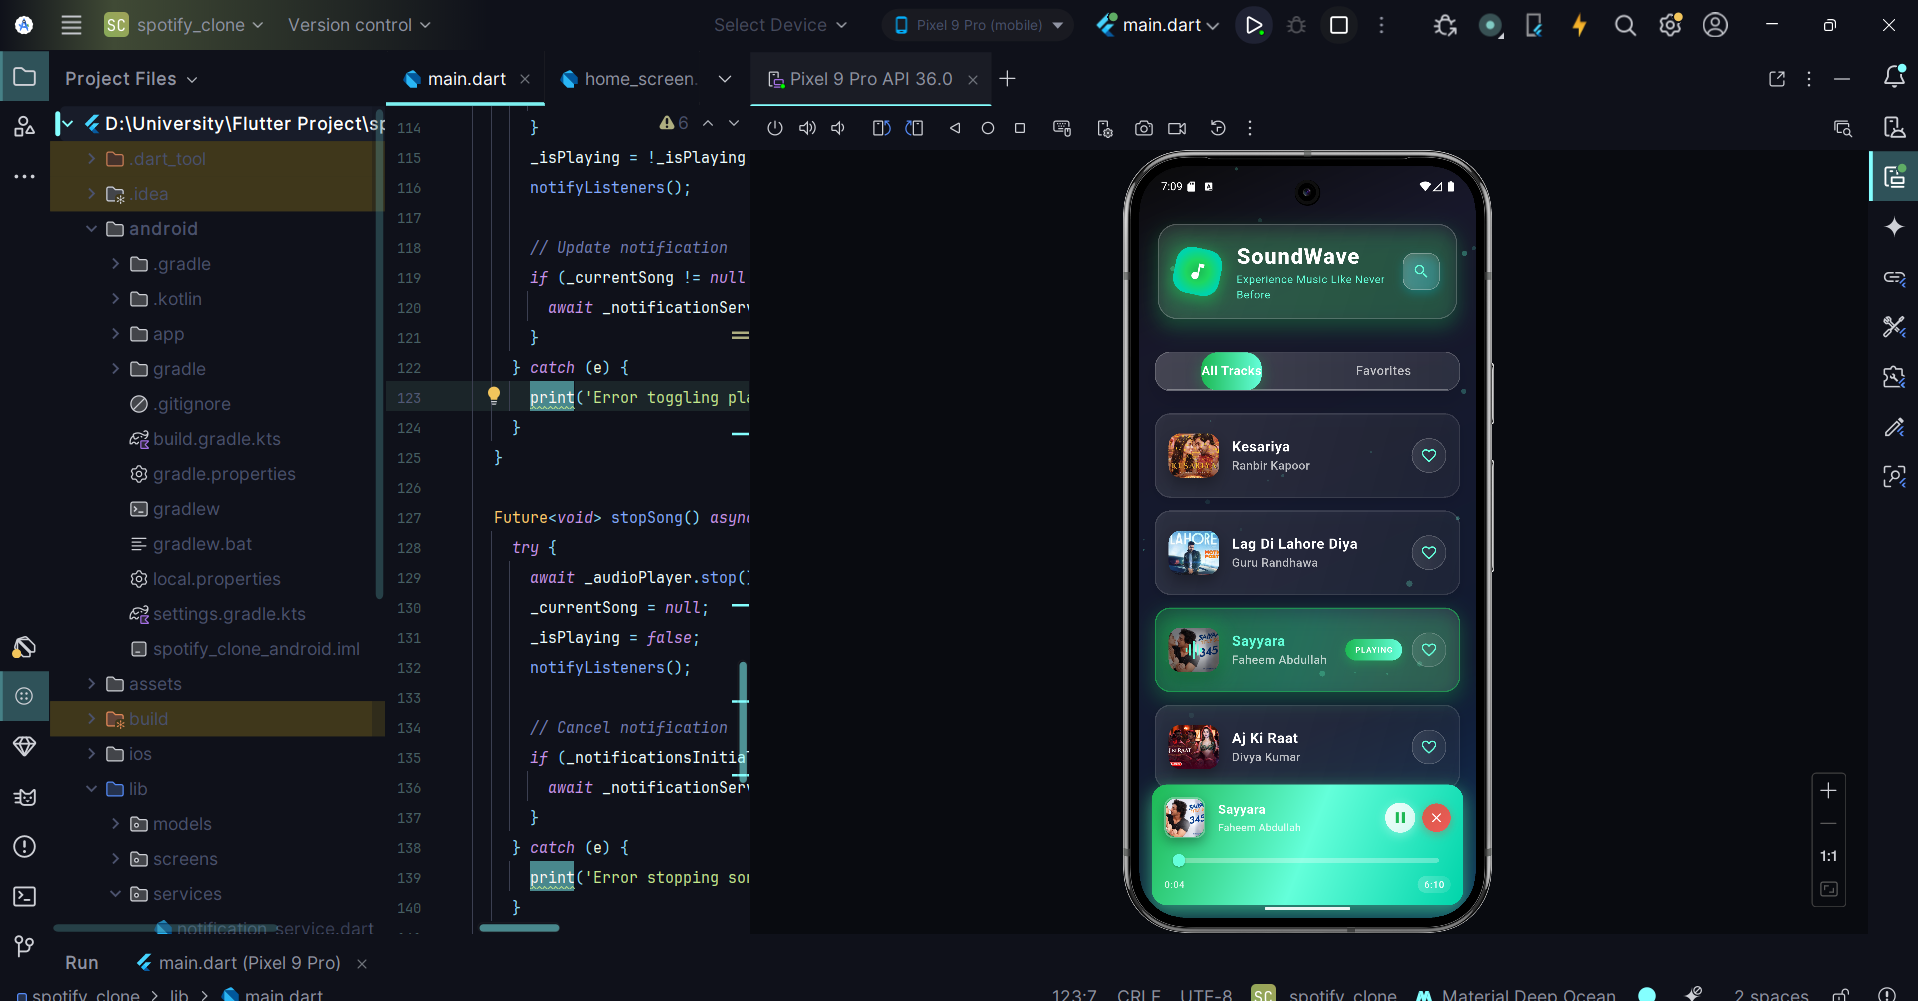 SC spotify_clone Version control Select Device Pixel 9 Pro (mobile) main.dart
Project Files
main.dart
home_screen.
Pixel 9 Pro API 36.0
D:\University\Flutter Project\sp
.dart_tool
.idea
android
.gradle
.kotlin
app
gradle
.gitignore
build.gradle.kts
gradle.properties
gradlew
gradlew.bat
local.properties
settings.gradle.kts
spotify_clone_android.iml
assets
build
ios
lib
models
screens
services
notification_service.dart
6
114 }
115 _isPlaying = !_isPlaying
116 notifyListeners();
117
118 // Update notification
119 if (_currentSong != null
120 await _notificationServ
121 }
122 } catch (e) {
123 print('Error toggling pla
124 }
125 }
126
127 Future<void> stopSong() async
128 try {
129 await _audioPlayer.stop()
130 _currentSong = null;
131 _isPlaying = false;
132 notifyListeners();
133
134 // Cancel notification
135 if (_notificationsInitia
136 await _notificationServ
137 }
138 } catch (e) {
139 print('Error stopping son
140 }
7:09
SoundWave
Experience Music Like Never
Before
All Tracks
Favorites
Kesariya
Ranbir Kapoor
LAHORE
Lag Di Lahore Diya
Guru Randhawa
345
Sayyara
Faheem Abdullah
PLAYING
Aj Ki Raat
Divya Kumar
345
Sayyara
Faheem Abdullah
0:04
6:10
1:1
Run
main.dart (Pixel 9 Pro)
spotify_clone > lib > main.dart
123:7 CRLF UTF-8 SC spotify_clone Material Deep Ocean 2 spaces